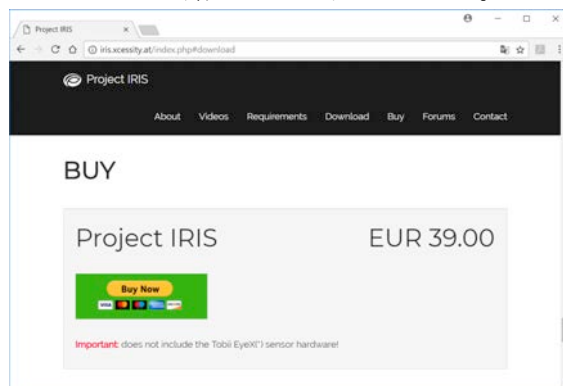 Project IRIS
iris.xcessity.at/index.php#download
Project IRIS
About Videos Requirements Download Buy Forums Contact
BUY
Project IRIS EUR 39.00
Buy Now
VISA
Important: does not include the Tobii EyeX(*) sensor hardware!